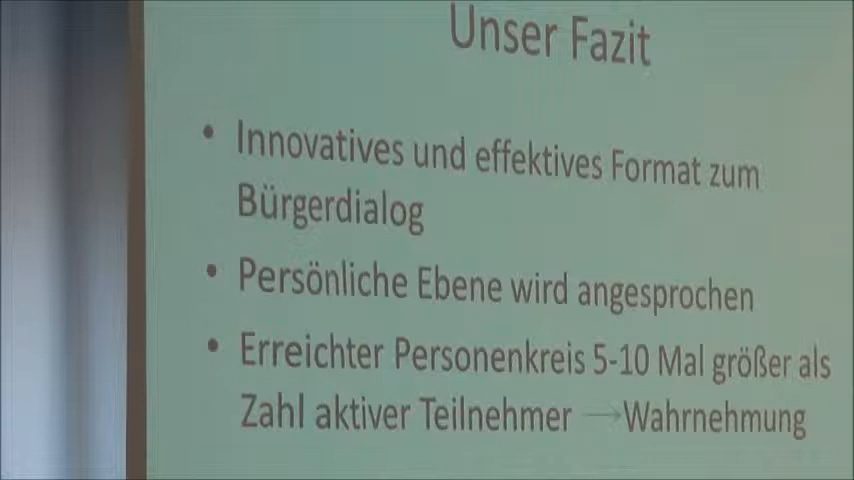 Unser Fazit
• Innovatives und effektives Format zum
Bürgerdialog
• Persönliche Ebene wird angesprochen
• Erreichter Personenkreis 5-10 Mal größer als
Zahl aktiver Teilnehmer → Wahrnehmung